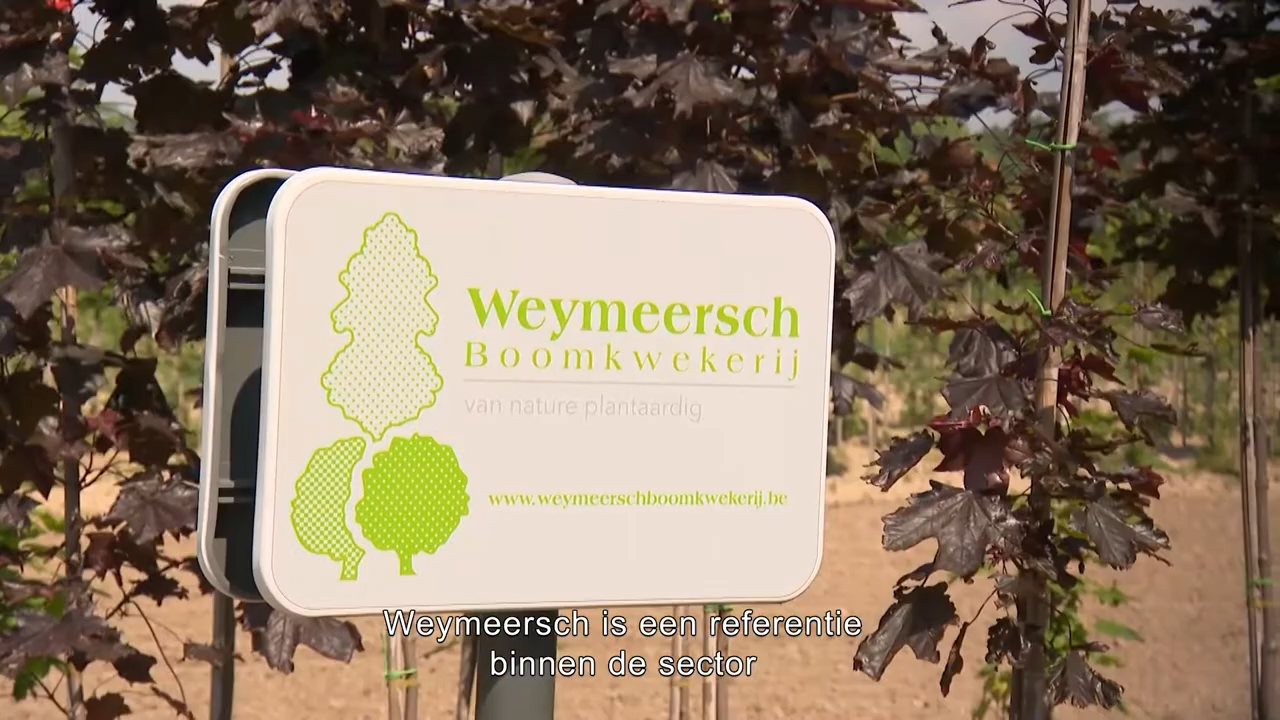 Weymeersch
Boomkwekerij
van nature plantaardig
www.weymeerschboomkwekerij.be
Weymeersch is een referentie
binnen de sector